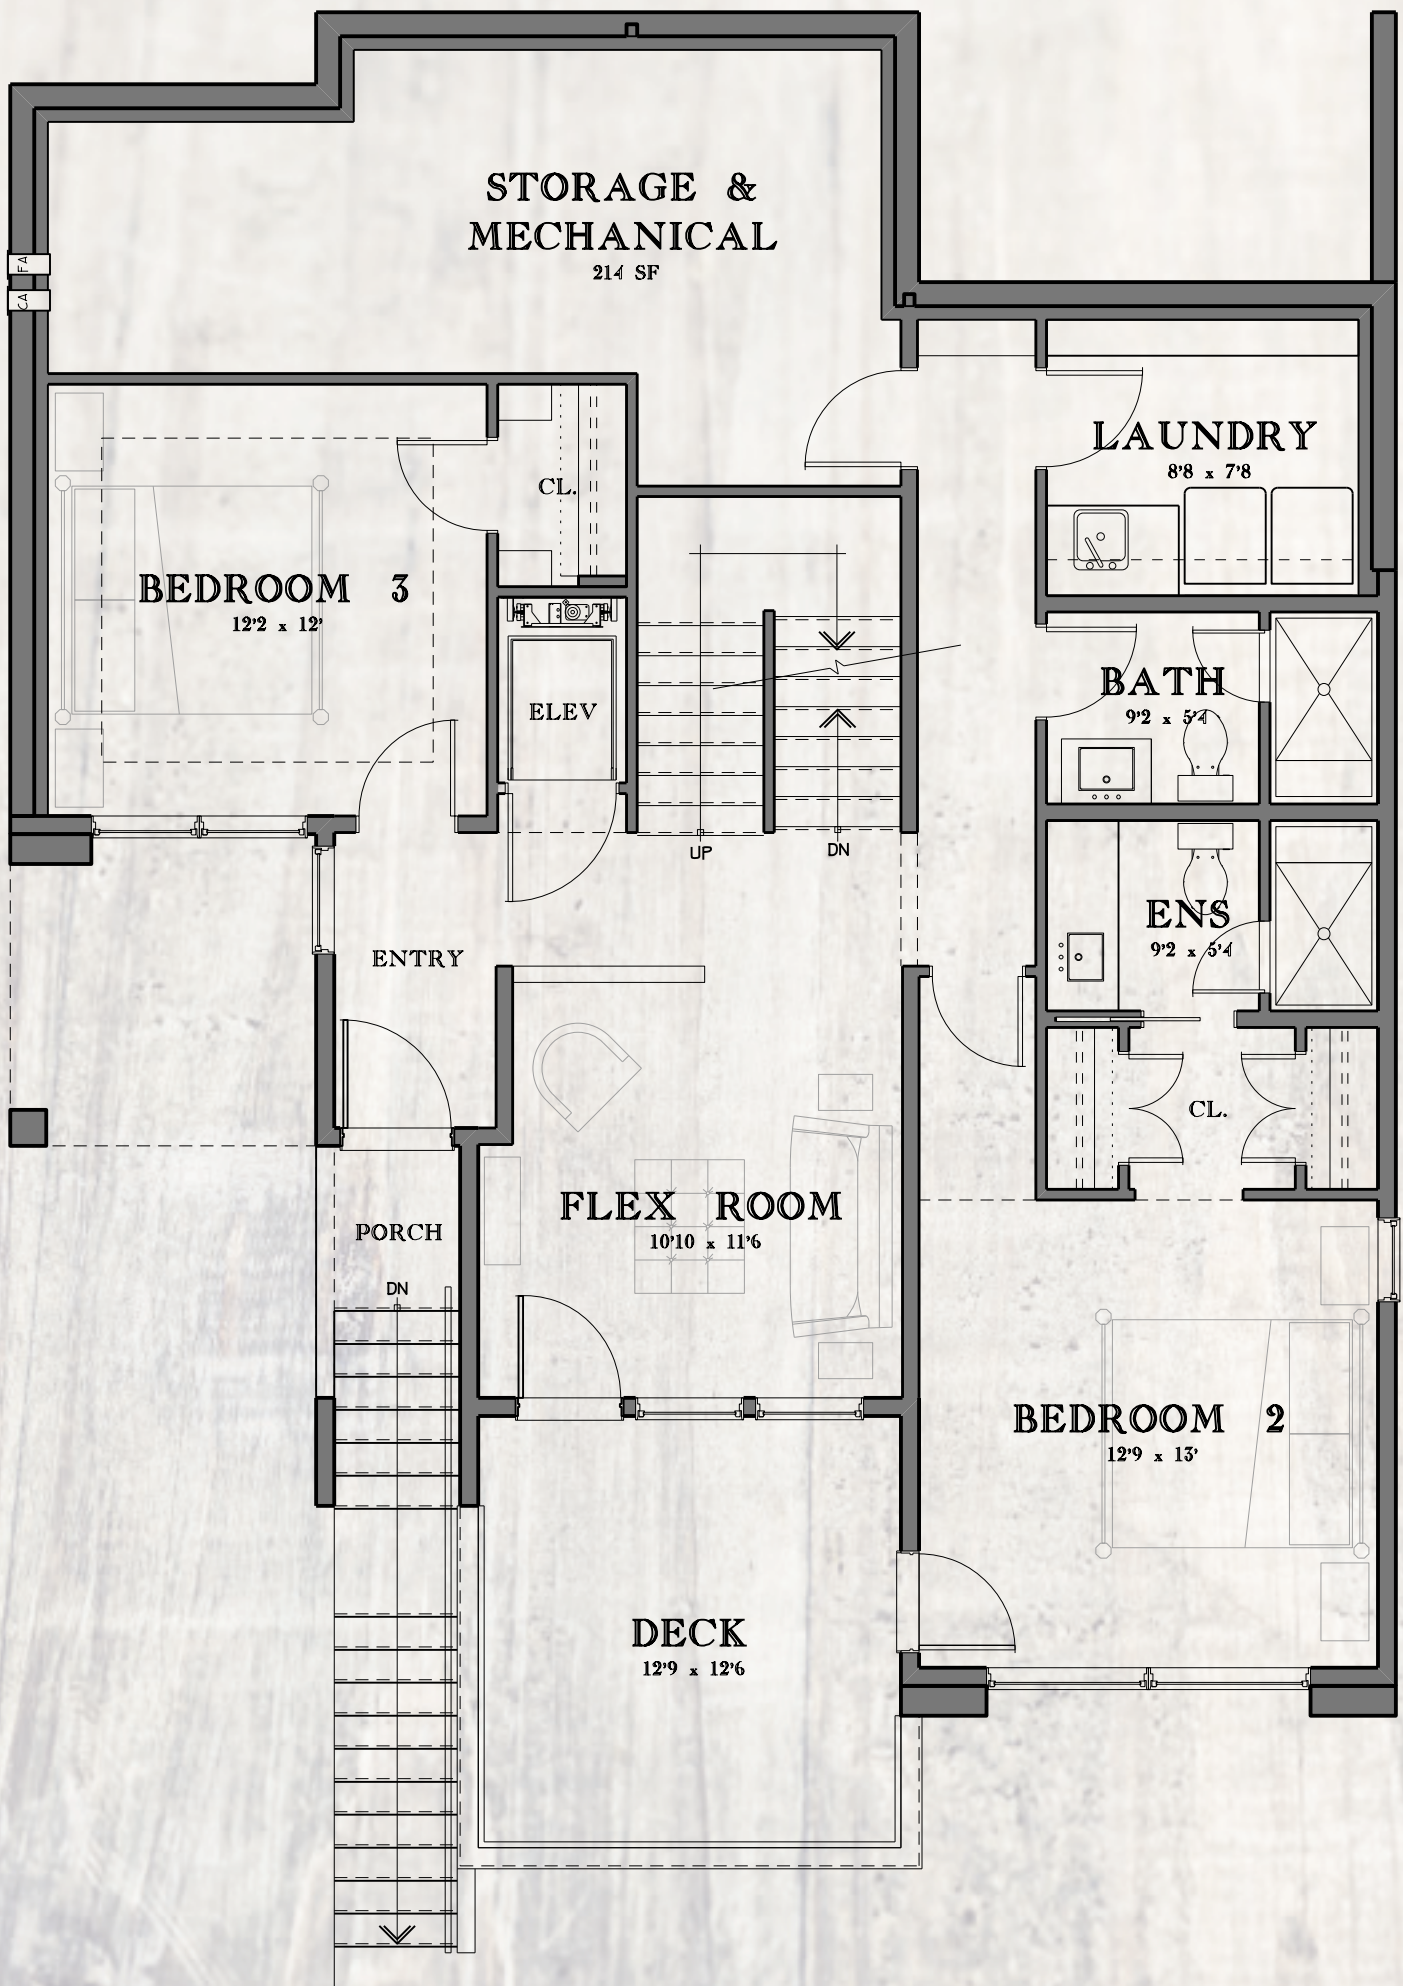 STORAGE &
MECHANICAL
214 SF
FA
CA
LAUNDRY
8'8 x 7'8
CL.
BEDROOM 3
12'2 x 12'
BATH
9'2 x 5'4
ELEV
UP
DN
ENS
9'2 x 5'4
ENTRY
CL.
FLEX ROOM
10'10 x 11'6
PORCH
DN
BEDROOM 2
12'9 x 13'
DECK
12'9 x 12'6